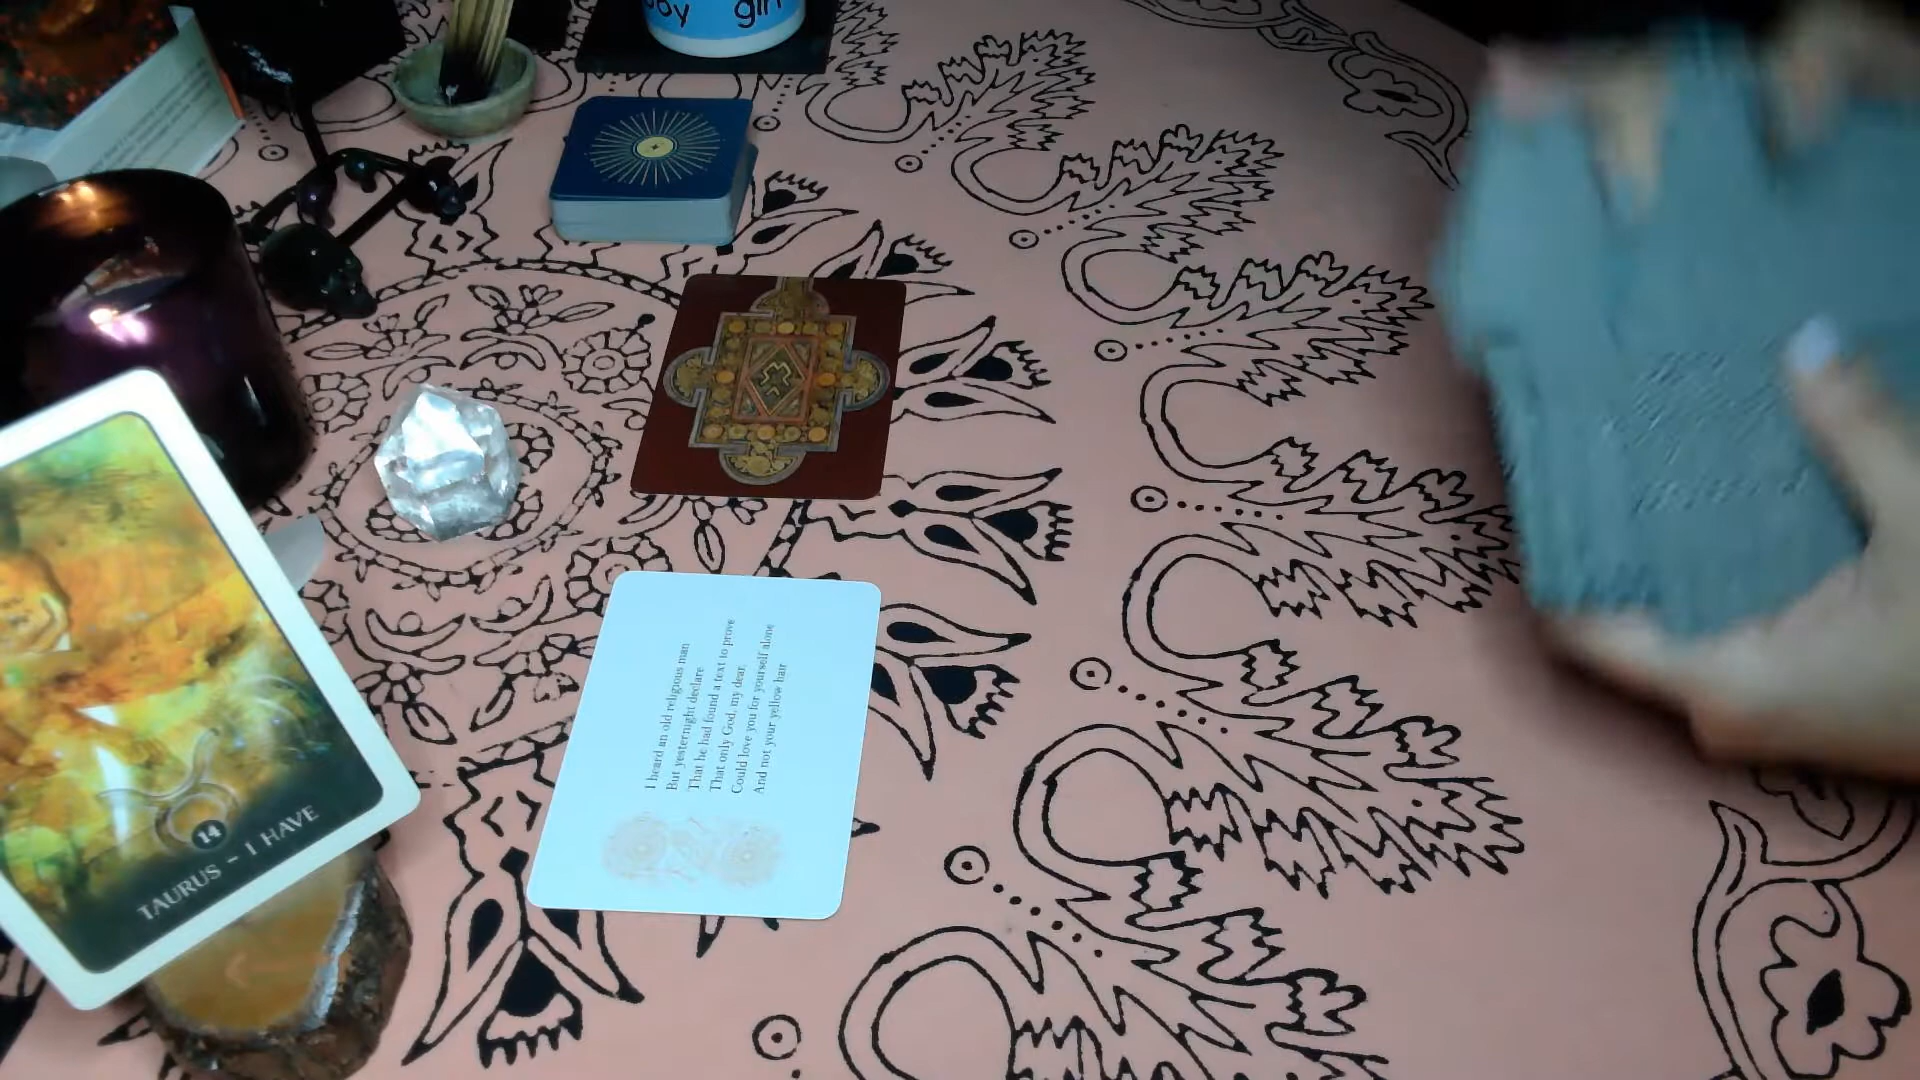 girl
I heard an old religious man
But yesternight declare
That he had found a text to prove
That only God, my dear,
Could love you for yourself alone
And not your yellow hair
14
TAURUS - I HAVE